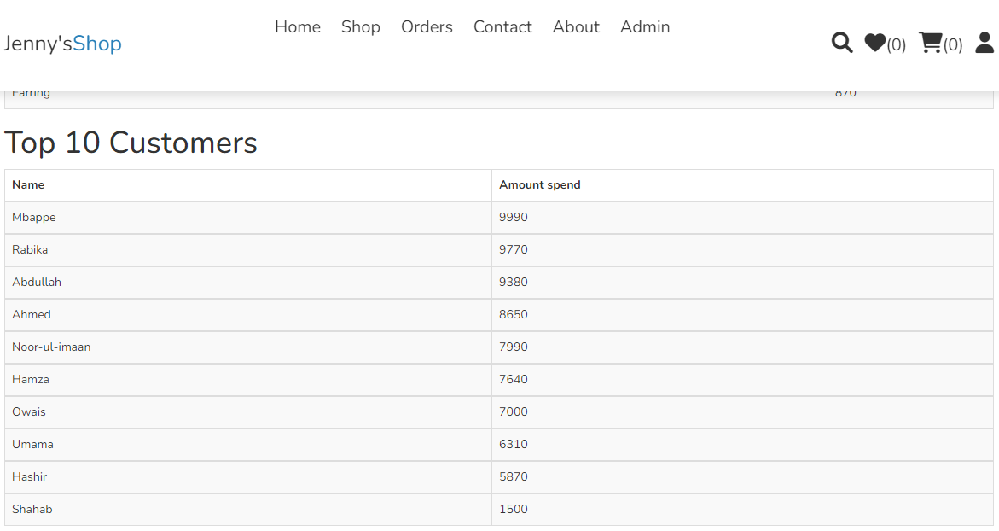 Home Shop Orders Contact About Admin
Jenny'sShop (0) (0)
Earring 870
Top 10 Customers
Name Amount spend
Mbappe 9990
Rabika 9770
Abdullah 9380
Ahmed 8650
Noor-ul-imaan 7990
Hamza 7640
Owais 7000
Umama 6310
Hashir 5870
Shahab 1500